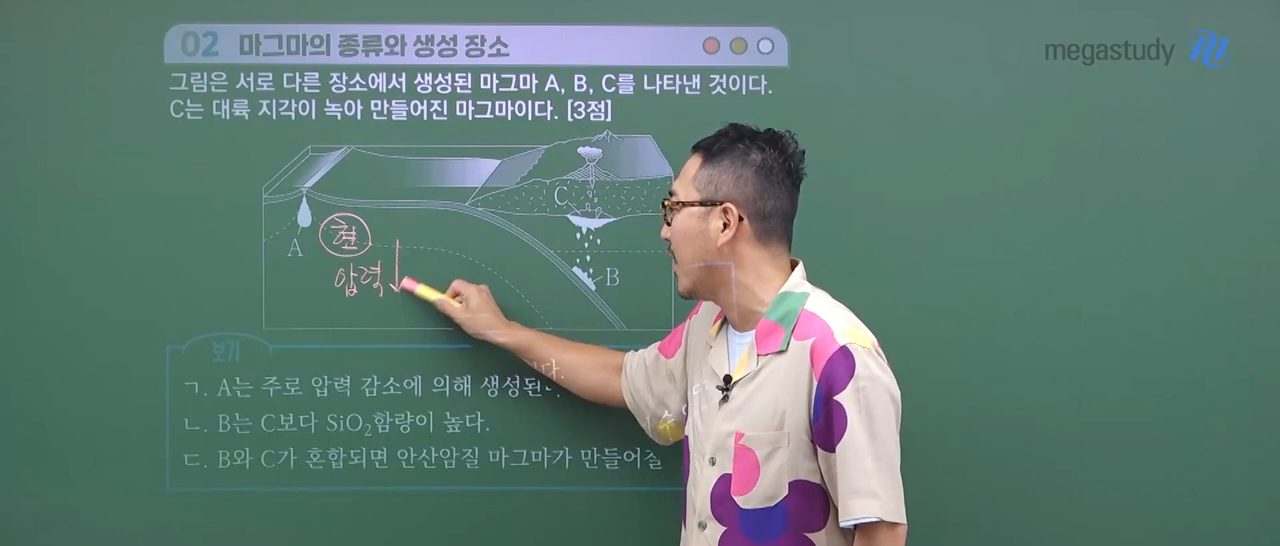 02 마그마의 종류와 생성 장소
megastudy
그림은 서로 다른 장소에서 생성된 마그마 A, B, C를 나타낸 것이다.
C는 대륙 지각이 녹아 만들어진 마그마이다. [3점]
C
A
현
압력↓
B
보기
ㄱ. A는 주로 압력 감소에 의해 생성된다.
ㄴ. B는 C보다 SiO₂함량이 높다.
ㄷ. B와 C가 혼합되면 안산암질 마그마가 만들어질 수